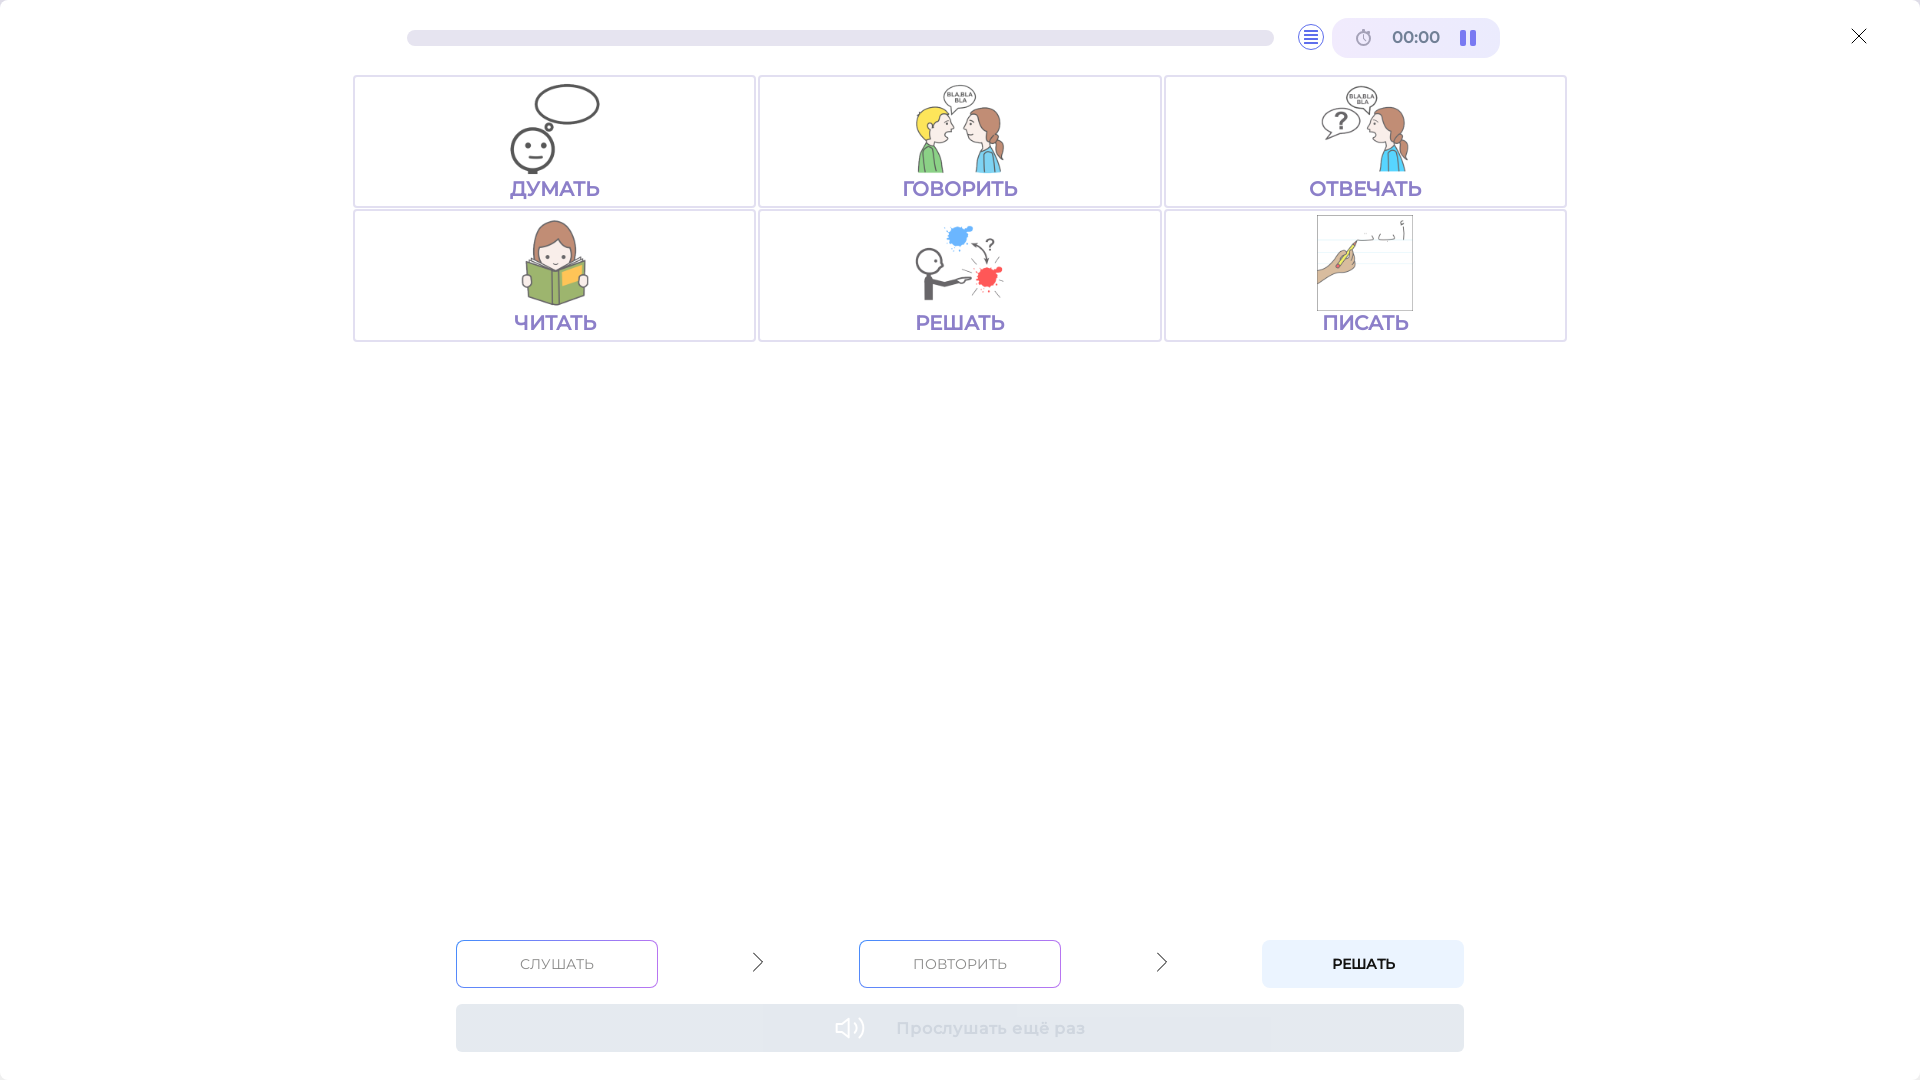 00:00
BLA,BLA
BLA
BLA,BLA
BLA
?
ДУМАТЬ
ГОВОРИТЬ
ОТВЕЧАТЬ
?
أ ب ت
ЧИТАТЬ
РЕШАТЬ
ПИСАТЬ
СЛУШАТЬ
ПОВТОРИТЬ
РЕШАТЬ
Прослушать ещё раз